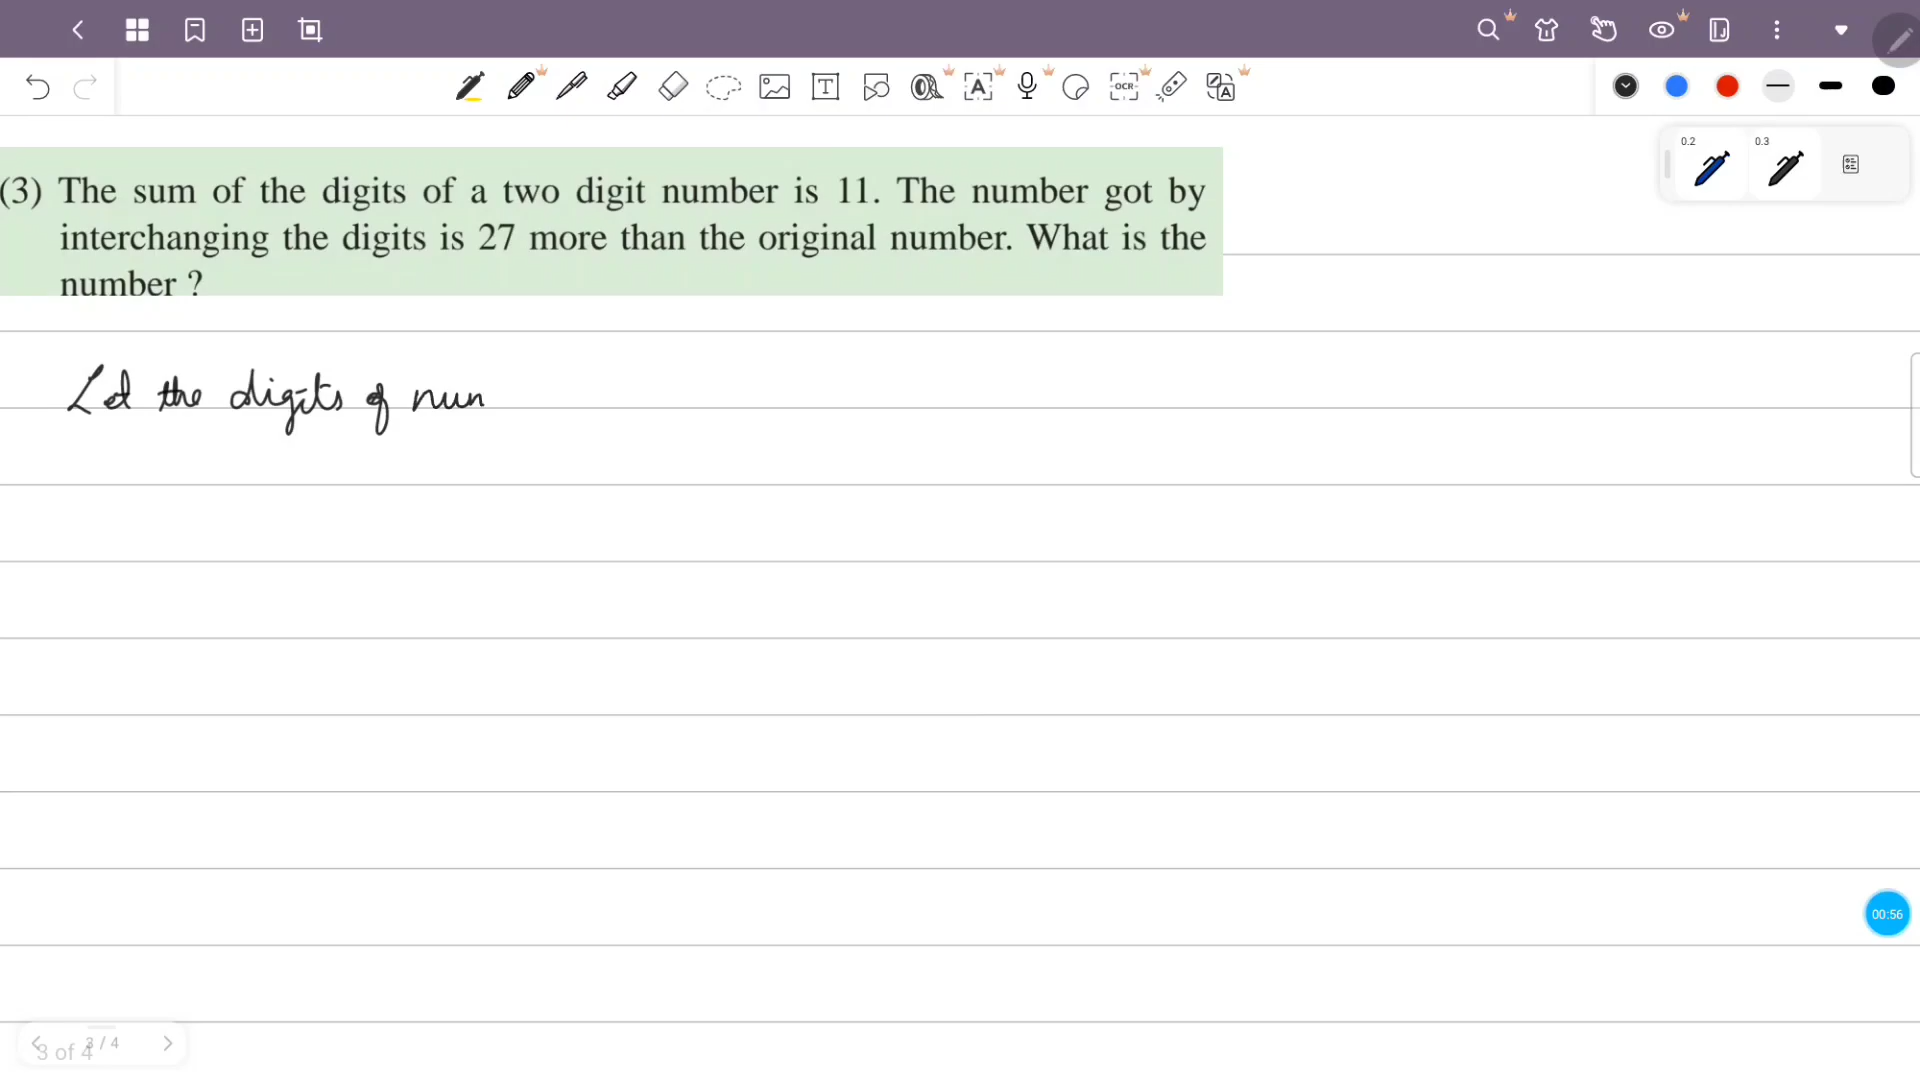 0.2 0.3
(3) The sum of the digits of a two digit number is 11. The number got by
interchanging the digits is 27 more than the original number. What is the
number ?
Let the digits of num
00:56
3 / 4
3 of 4
OCR
A
T
A